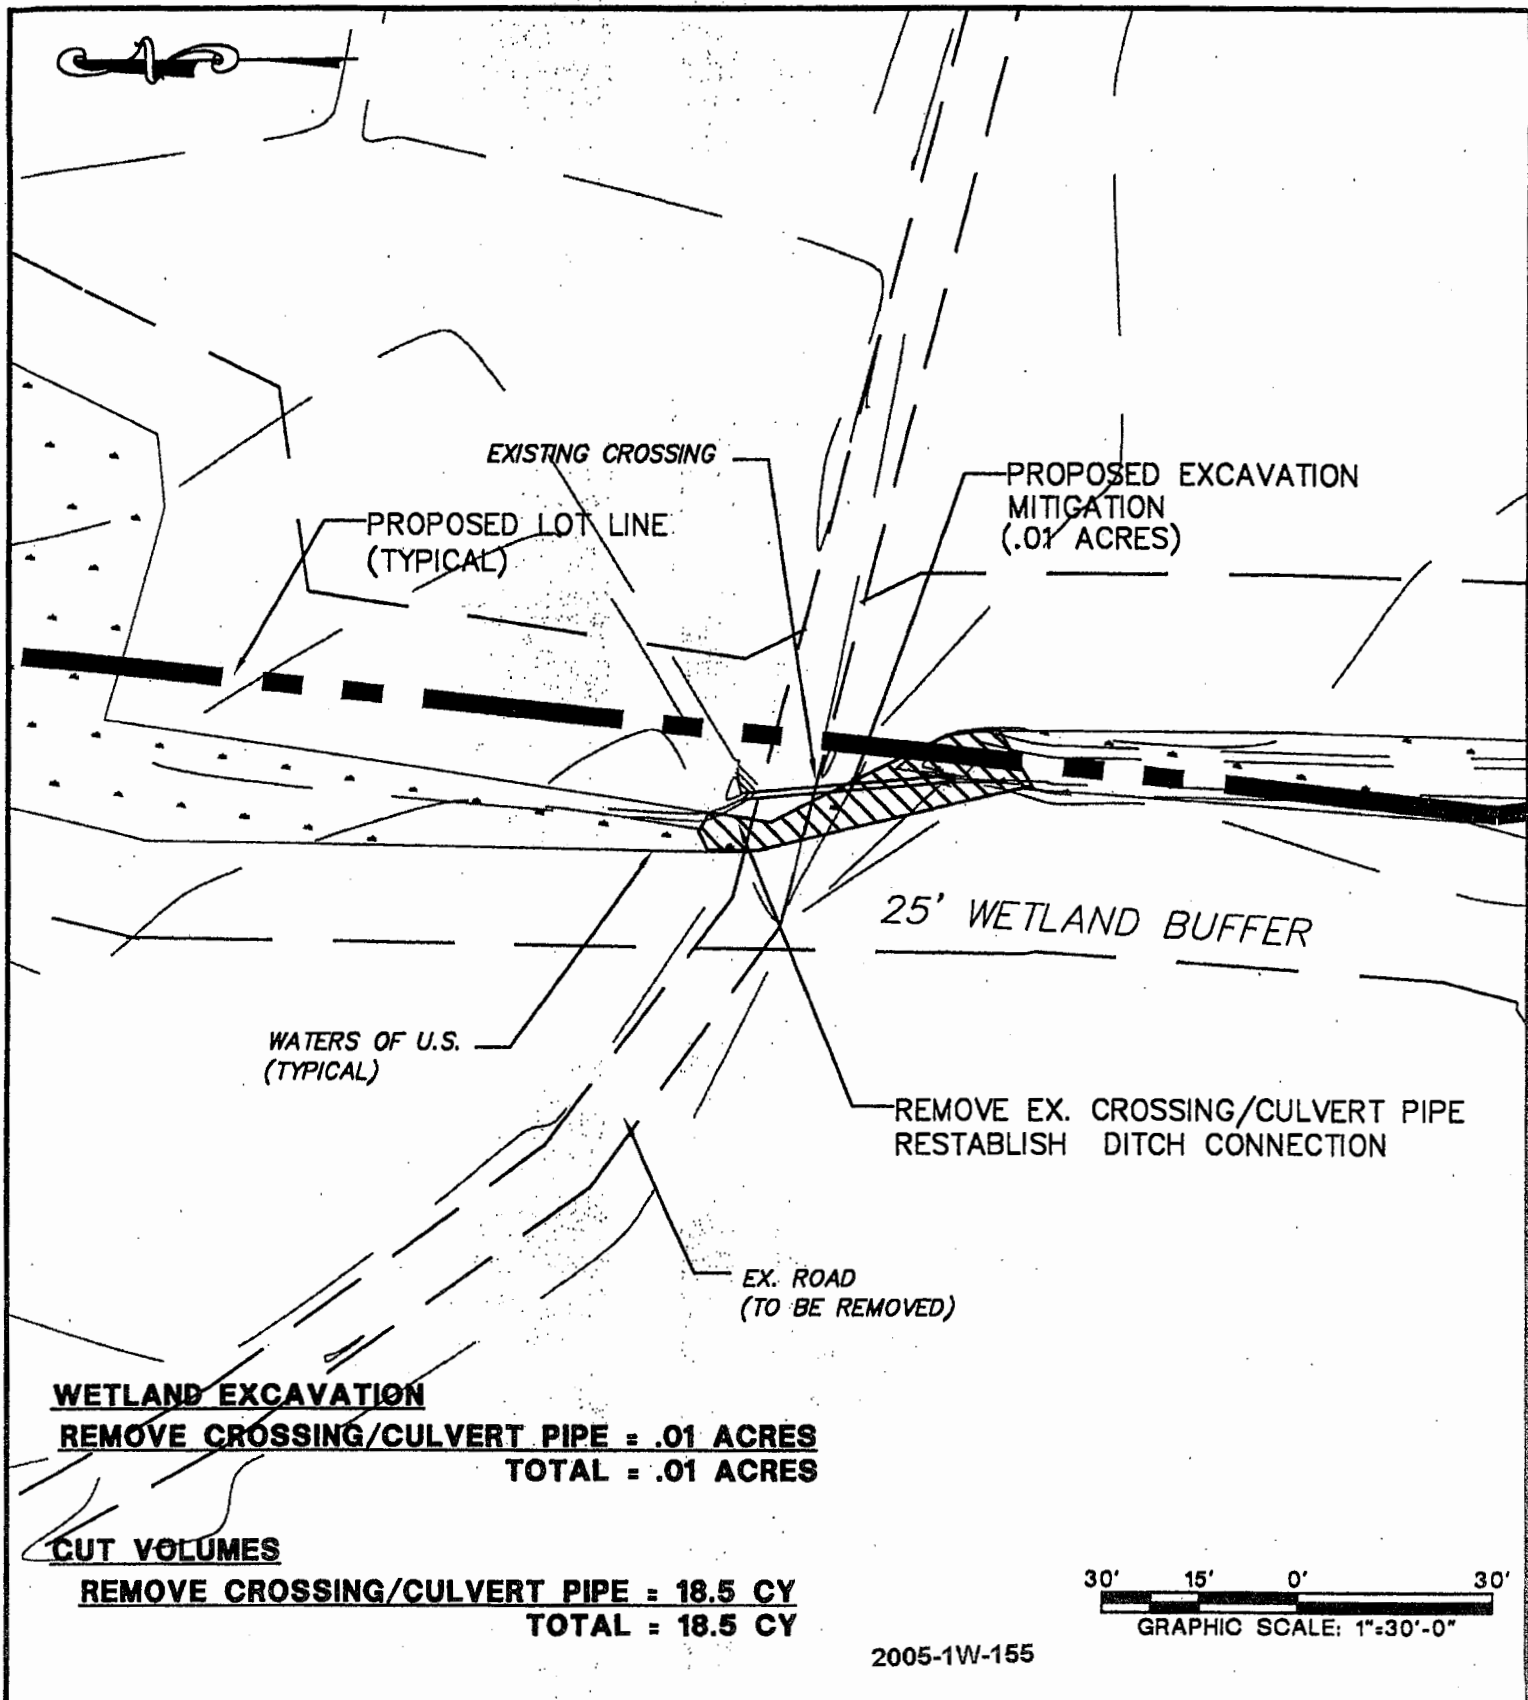 EXISTING CROSSING
PROPOSED EXCAVATION
MITIGATION
(.01 ACRES)
PROPOSED LOT LINE
(TYPICAL)
25' WETLAND BUFFER
WATERS OF U.S.
(TYPICAL)
REMOVE EX. CROSSING/CULVERT PIPE
RESTABLISH DITCH CONNECTION
EX. ROAD
(TO BE REMOVED)
WETLAND EXCAVATION
REMOVE CROSSING/CULVERT PIPE = .01 ACRES
TOTAL = .01 ACRES
CUT VOLUMES
REMOVE CROSSING/CULVERT PIPE = 18.5 CY
TOTAL = 18.5 CY
30' 15' 0' 30'
GRAPHIC SCALE: 1"=30'-0"
2005-1W-155